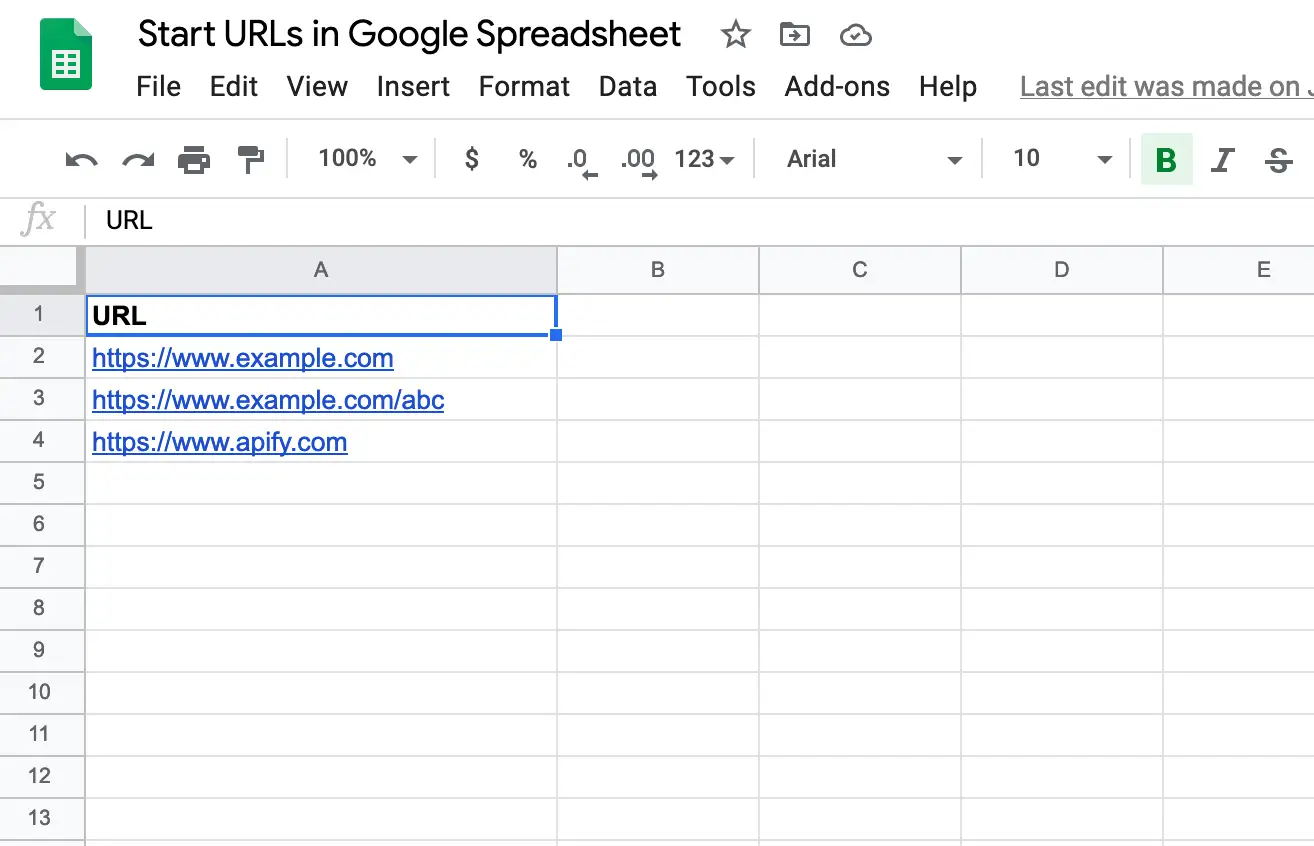 Start URLs in Google Spreadsheet
File Edit View Insert Format Data Tools Add-ons Help Last edit was made on
100% $ % .0 .00 123 Arial 10 B I S
fx URL
A B C D E
1 URL
2 https://www.example.com
3 https://www.example.com/abc
4 https://www.apify.com
5
6
7
8
9
10
11
12
13